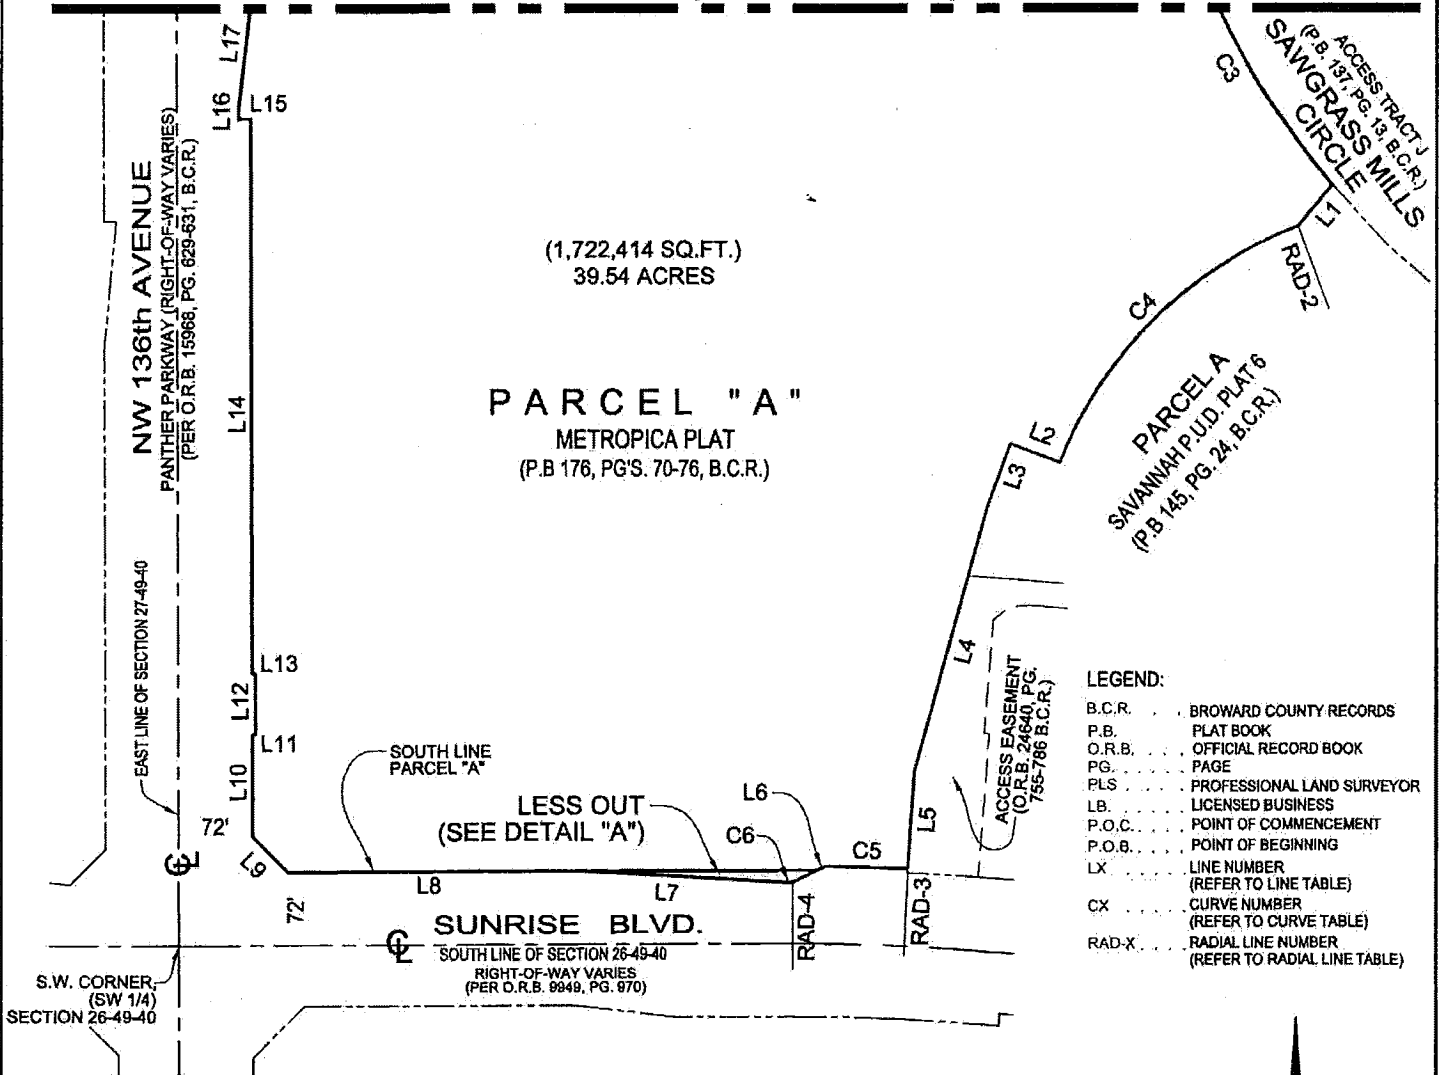 L17
L16
L15
C3
ACCESS TRACT J
(P.B. 137, PG. 13, B.C.R.)
SAWGRASS MILLS
CIRCLE
L1
RAD-2
C4
NW 136th AVENUE
PANTHER PARKWAY (RIGHT-OF-WAY VARIES)
(PER O.R.B. 15968, PG. 629-631, B.C.R.)
(1,722,414 SQ.FT.)
39.54 ACRES
L14
PARCEL "A"
METROPICA PLAT
(P.B 176, PG'S. 70-76, B.C.R.)
PARCEL A
SAVANNAH P.U.D. PLAT 6
(P.B 145, PG. 24, B.C.R.)
L2
L3
EAST LINE OF SECTION 27-49-40
L13
L12
L11
L10
L4
ACCESS EASEMENT
(O.R.B. 24640, PG.
755-786 B.C.R.)
SOUTH LINE
PARCEL "A"
LESS OUT
(SEE DETAIL "A")
L6
C6
C5
L5
72'
L9
72'
L8
L7
RAD-4
RAD-3
CL
CL
SUNRISE BLVD.
SOUTH LINE OF SECTION 26-49-40
RIGHT-OF-WAY VARIES
(PER O.R.B. 9949, PG. 970)
S.W. CORNER,
(SW 1/4)
SECTION 26-49-40
LEGEND:
B.C.R. . . . BROWARD COUNTY RECORDS
P.B. PLAT BOOK
O.R.B. . . . . OFFICIAL RECORD BOOK
PG. . . . . . PAGE
PLS . . . . . PROFESSIONAL LAND SURVEYOR
LB. . . . . . LICENSED BUSINESS
P.O.C. . . . . POINT OF COMMENCEMENT
P.O.B. . . . . POINT OF BEGINNING
LX . . . . . LINE NUMBER
(REFER TO LINE TABLE)
CX . . . . . CURVE NUMBER
(REFER TO CURVE TABLE)
RAD-X . . . . RADIAL LINE NUMBER
(REFER TO RADIAL LINE TABLE)